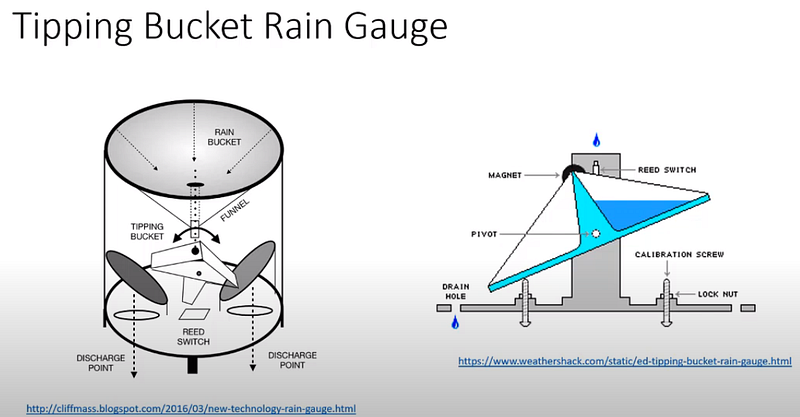 Tipping Bucket Rain Gauge
RAIN
BUCKET
FUNNEL
TIPPING
BUCKET
REED
SWITCH
DISCHARGE
POINT
DISCHARGE
POINT
http://cliffmass.blogspot.com/2016/03/new-technology-rain-gauge.html
MAGNET
REED SWITCH
PIVOT
CALIBRATION SCREW
DRAIN
HOLE
LOCK NUT
https://www.weathershack.com/static/ed-tipping-bucket-rain-gauge.html